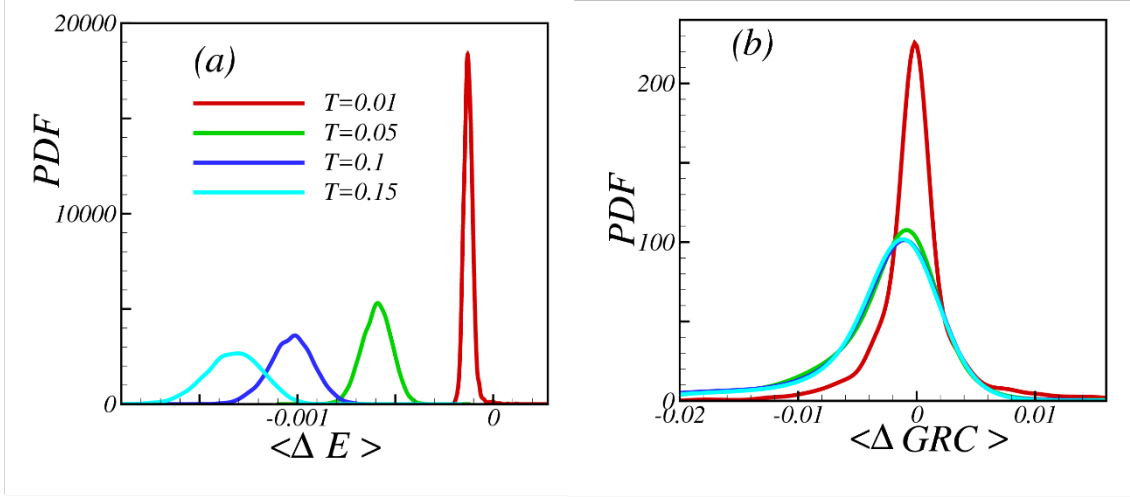 20000
10000
0
PDF
(a)
T=0.01
T=0.05
T=0.1
T=0.15
-0.001
0
<Δ E >
200
100
0
PDF
(b)
-0.02
-0.01
0
0.01
<Δ GRC>